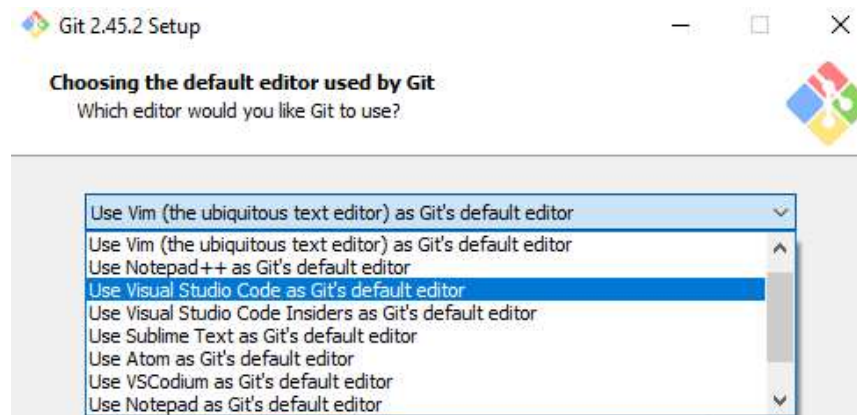 Git 2.45.2 Setup
Choosing the default editor used by Git
Which editor would you like Git to use?
Use Vim (the ubiquitous text editor) as Git's default editor
Use Vim (the ubiquitous text editor) as Git's default editor
Use Notepad++ as Git's default editor
Use Visual Studio Code as Git's default editor
Use Visual Studio Code Insiders as Git's default editor
Use Sublime Text as Git's default editor
Use Atom as Git's default editor
Use VSCodium as Git's default editor
Use Notepad as Git's default editor